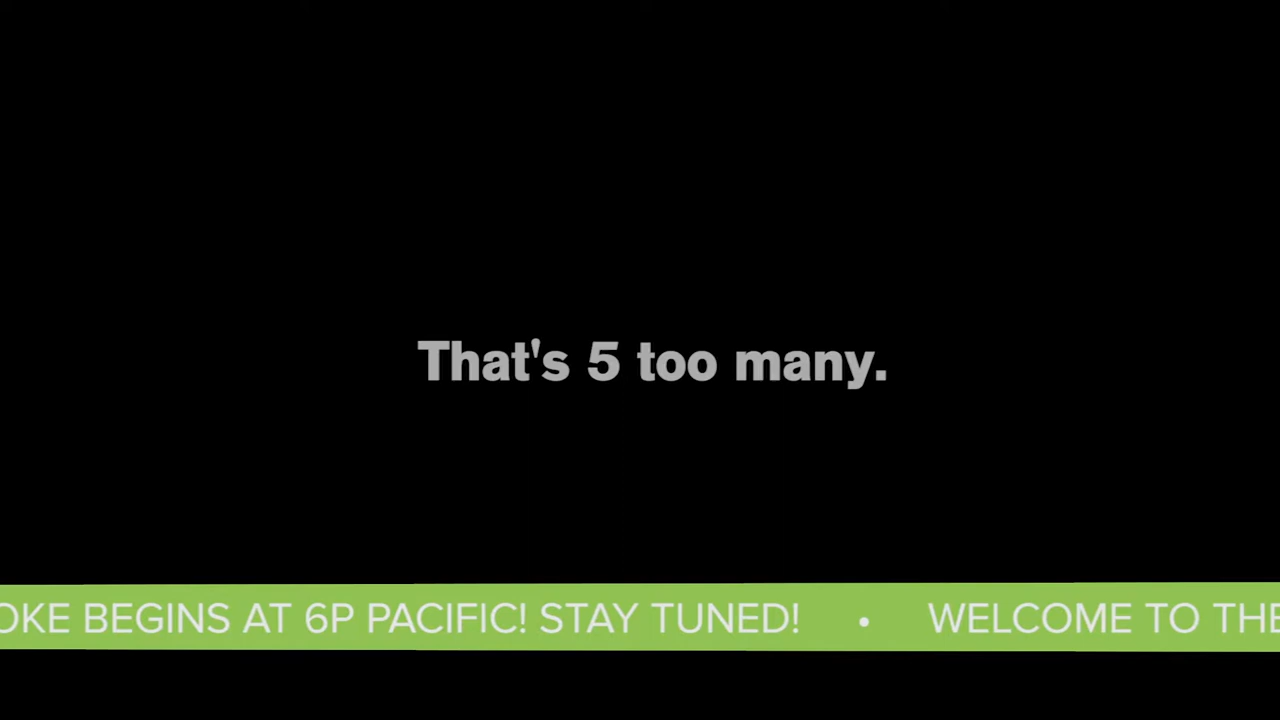 That's 5 too many.
OKE BEGINS AT 6P PACIFIC! STAY TUNED! • WELCOME TO THE